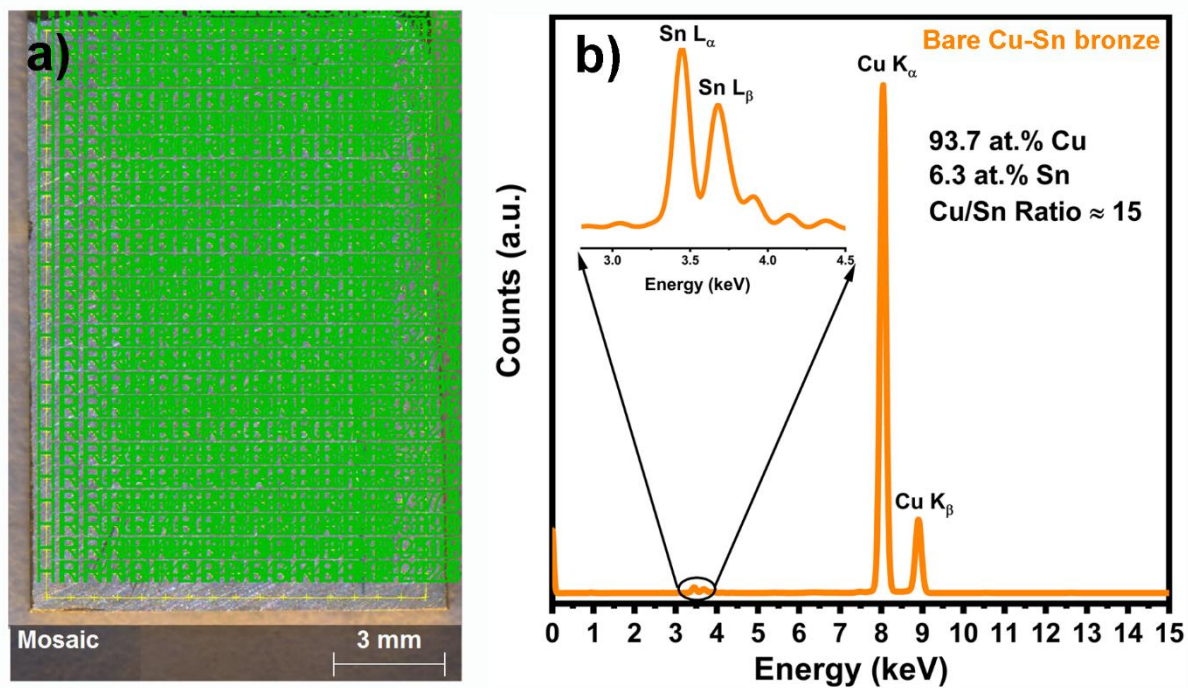 a)
Mosaic
3 mm
b)
Bare Cu-Sn bronze
Sn Lα
Sn Lβ
3.0 3.5 4.0 4.5
Energy (keV)
Cu Kα
93.7 at.% Cu
6.3 at.% Sn
Cu/Sn Ratio ≈ 15
Cu Kβ
Counts (a.u.)
0 1 2 3 4 5 6 7 8 9 10 11 12 13 14 15
Energy (keV)